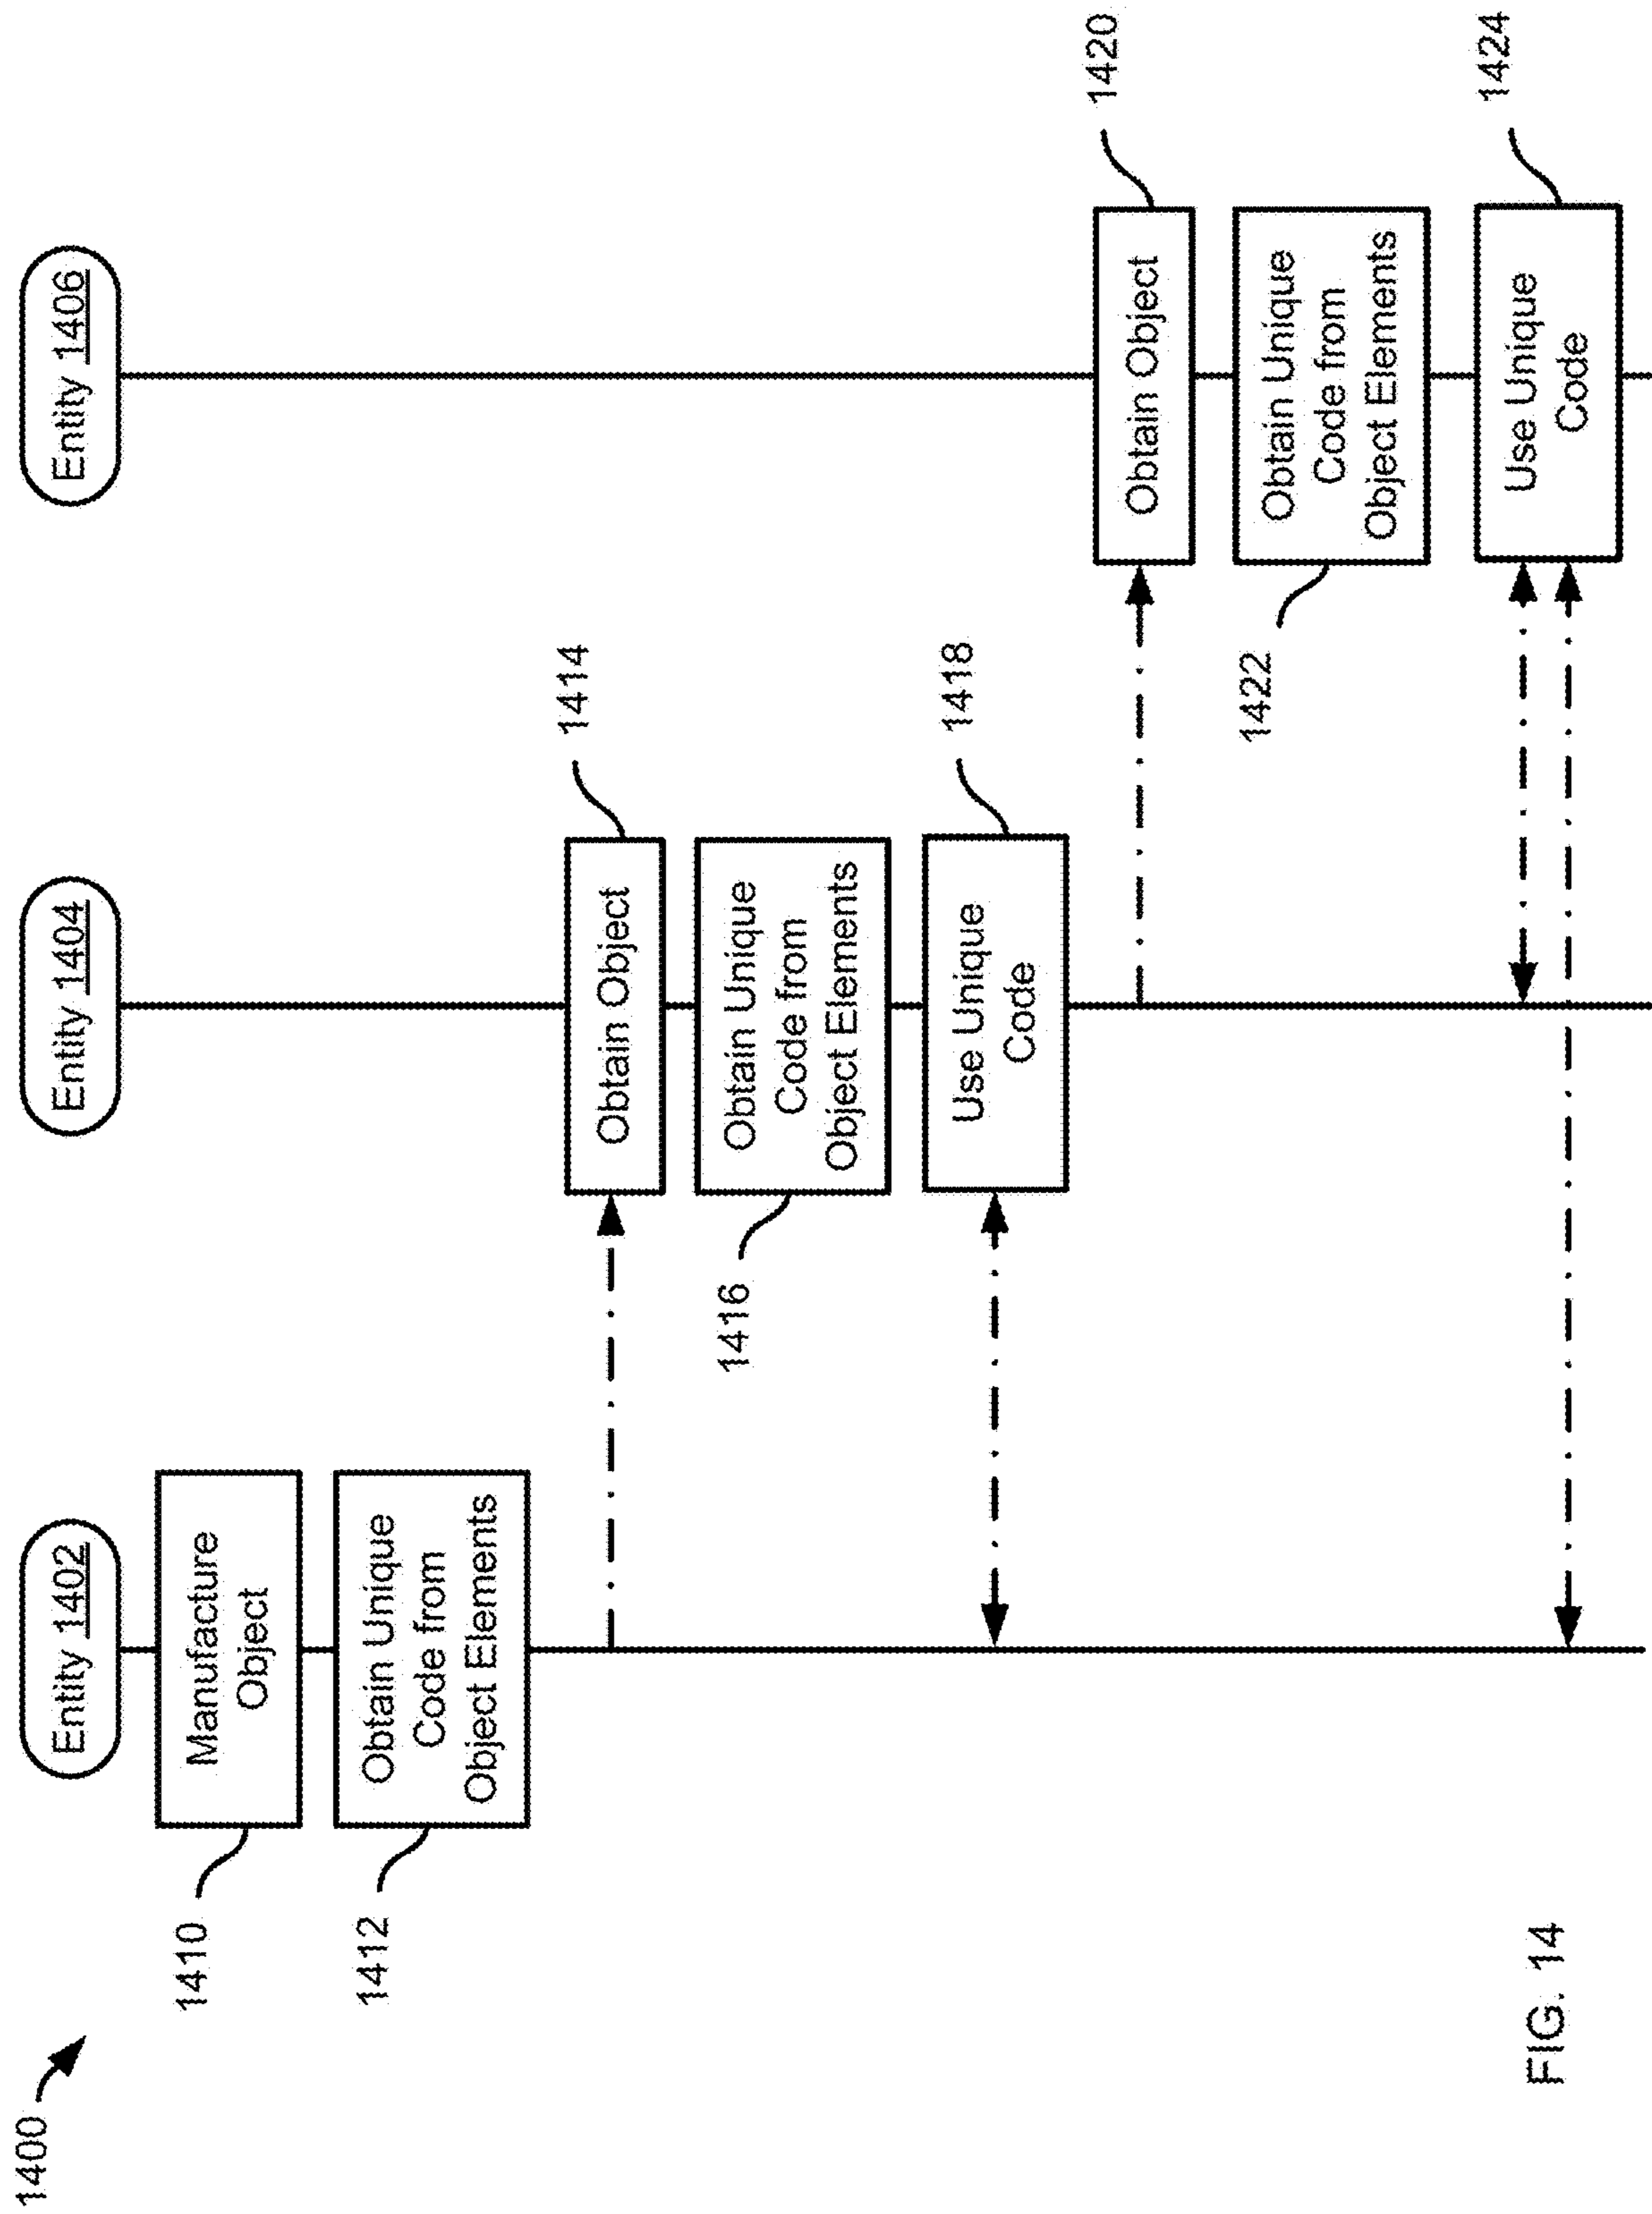 1400
Entity 1402
Entity 1404
Entity 1406
1410
Manufacture
Object
1412
Obtain Unique
Code from
Object Elements
Obtain Object
1414
1416
Obtain Unique
Code from
Object Elements
Use Unique
Code
1418
Obtain Object
1420
1422
Obtain Unique
Code from
Object Elements
Use Unique
Code
1424
FIG. 14